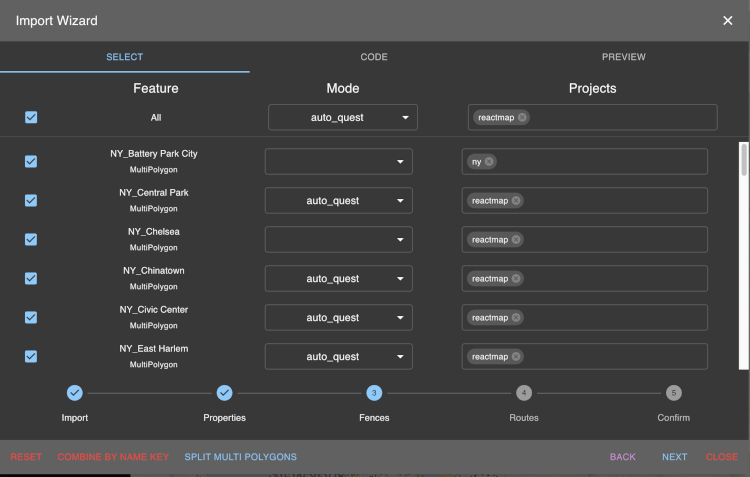 Import Wizard
SELECT CODE PREVIEW
Feature Mode Projects
All auto_quest reactmap
NY_Battery Park City
MultiPolygon
ny
NY_Central Park
MultiPolygon
auto_quest reactmap
NY_Chelsea
MultiPolygon
reactmap
NY_Chinatown
MultiPolygon
auto_quest reactmap
NY_Civic Center
MultiPolygon
auto_quest reactmap
NY_East Harlem
MultiPolygon
auto_quest reactmap
3 4 5
Import Properties Fences Routes Confirm
RESET COMBINE BY NAME KEY SPLIT MULTI POLYGONS BACK NEXT CLOSE